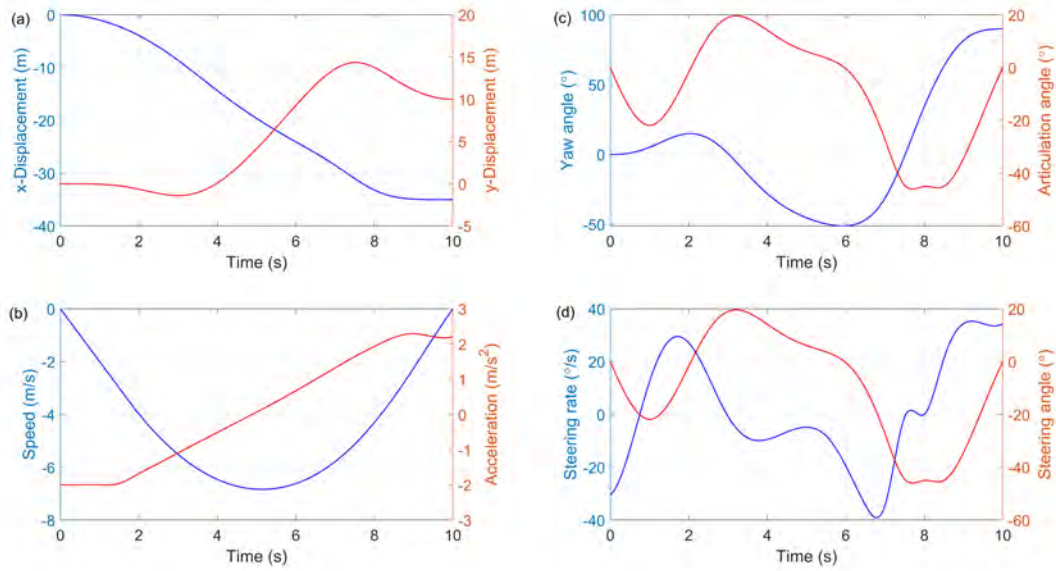 (a)
0
-10
-20
-30
-40
x-Displacement (m)
20
15
10
5
0
-5
y-Displacement (m)
0 2 4 6 8 10
Time (s)
(c)
100
50
0
-50
Yaw angle (°)
20
0
-20
-40
-60
Articulation angle (°)
0 2 4 6 8 10
Time (s)
(b)
0
-2
-4
-6
-8
Speed (m/s)
3
2
1
0
-1
-2
-3
Acceleration (m/s²)
0 2 4 6 8 10
Time (s)
(d)
40
20
0
-20
-40
Steering rate (°/s)
20
0
-20
-40
-60
Steering angle (°)
0 2 4 6 8 10
Time (s)